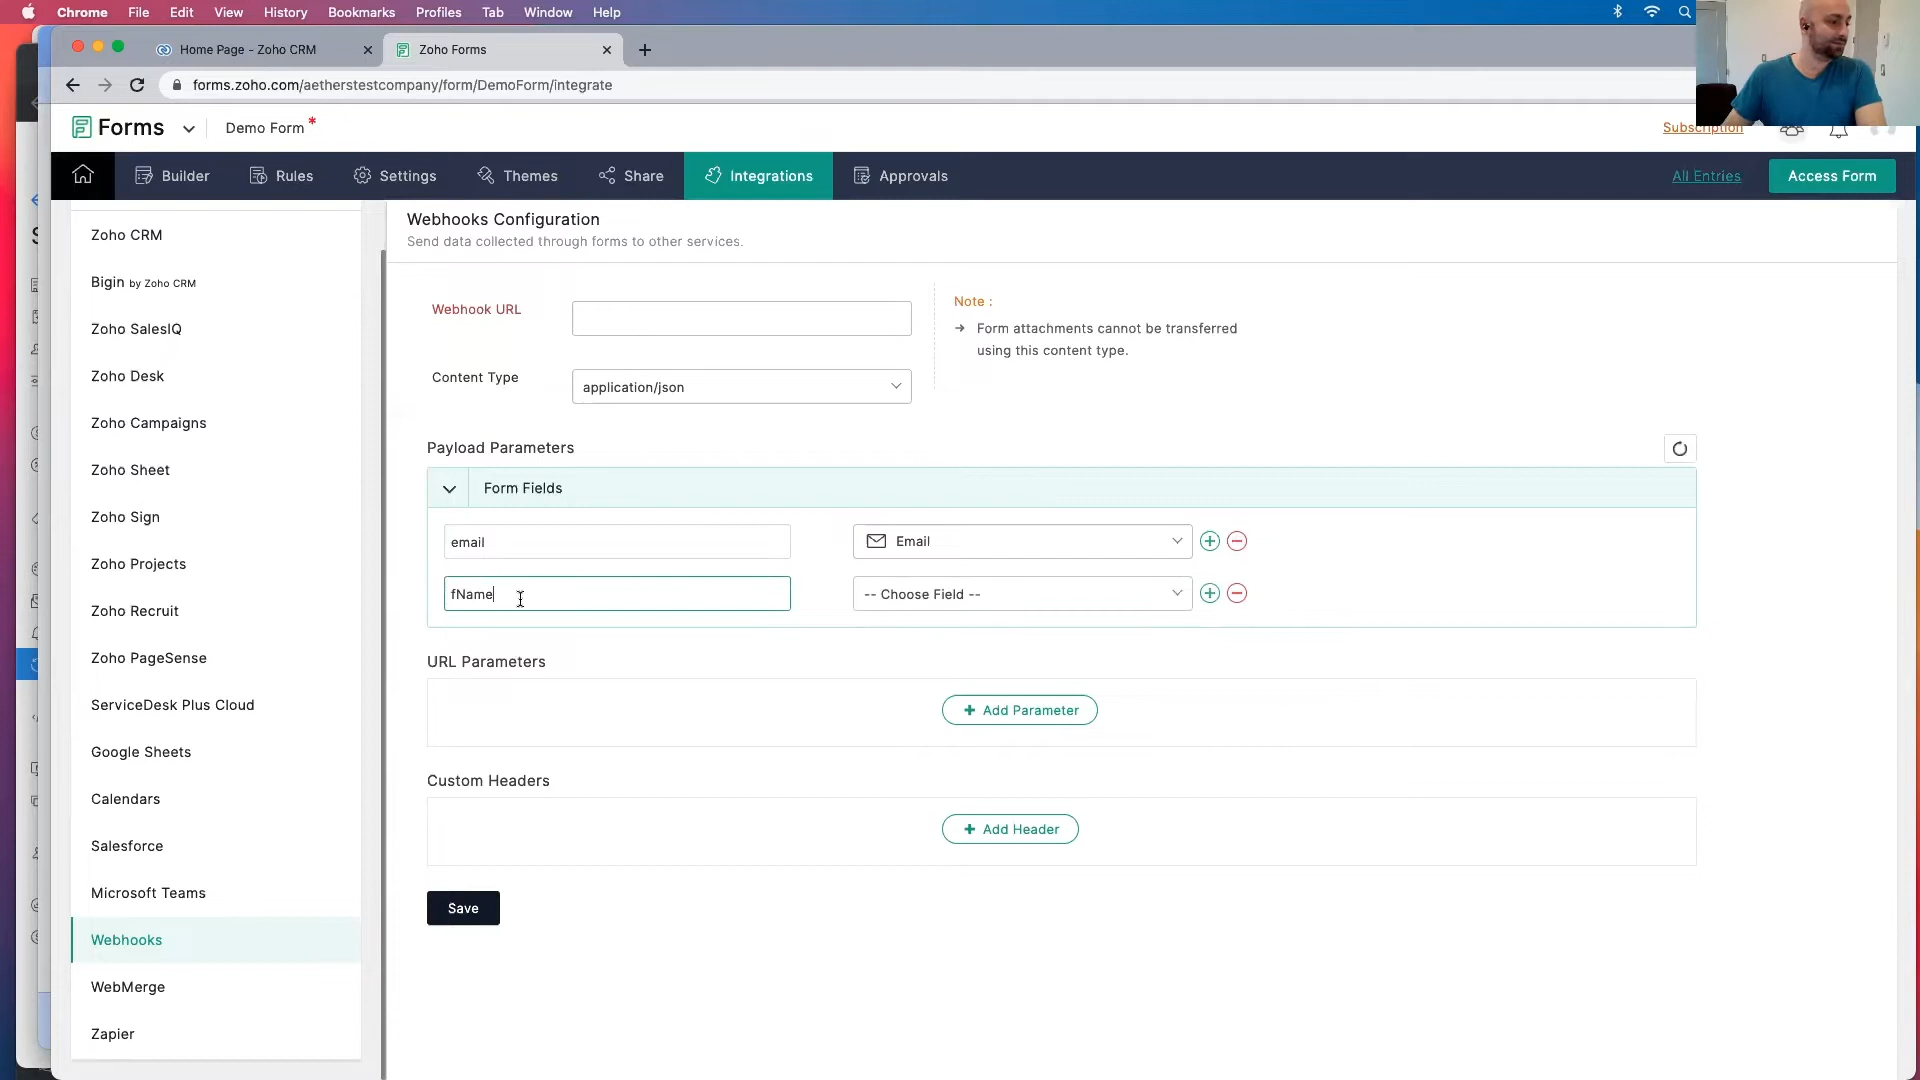 Chrome File Edit View History Bookmarks Profiles Tab Window Help
Home Page - Zoho CRM
Zoho Forms
forms.zoho.com/aetherstestcompany/form/DemoForm/integrate
Forms
Demo Form *
Subscription
Builder
Rules
Settings
Themes
Share
Integrations
Approvals
All Entries
Access Form
Zoho CRM
Bigin by Zoho CRM
Zoho SalesIQ
Zoho Desk
Zoho Campaigns
Zoho Sheet
Zoho Sign
Zoho Projects
Zoho Recruit
Zoho PageSense
ServiceDesk Plus Cloud
Google Sheets
Calendars
Salesforce
Microsoft Teams
Webhooks
WebMerge
Zapier
Webhooks Configuration
Send data collected through forms to other services.
Webhook URL
Note :
Form attachments cannot be transferred
using this content type.
Content Type
application/json
Payload Parameters
Form Fields
email
Email
fName
-- Choose Field --
URL Parameters
+ Add Parameter
Custom Headers
+ Add Header
Save